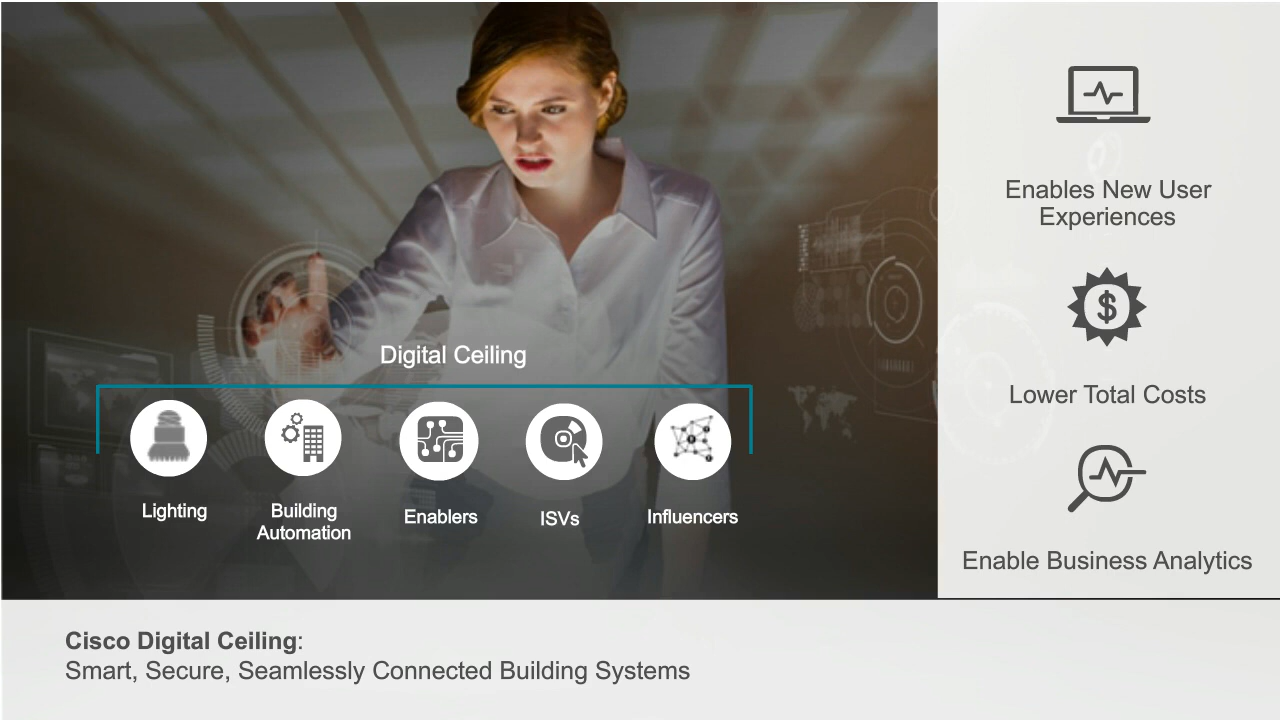 Digital Ceiling
Lighting
Building
Automation
Enablers
ISVs
Influencers
Enables New User
Experiences
$
Lower Total Costs
Enable Business Analytics
Cisco Digital Ceiling:
Smart, Secure, Seamlessly Connected Building Systems